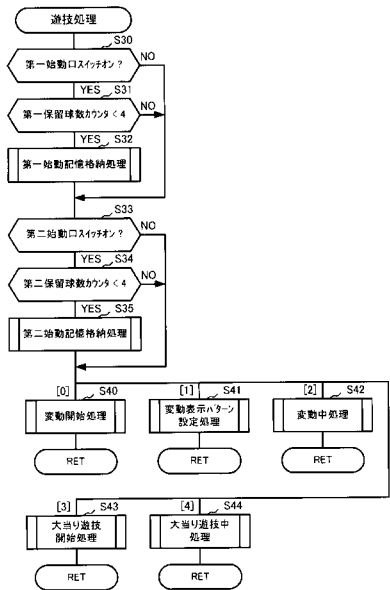 遊技処理
S30
第一始動口スイッチオン?
NO
YES
S31
第一保留球数カウンタ<4
NO
YES
S32
第一始動記憶格納処理
S33
第二始動口スイッチオン?
NO
YES
S34
第二保留球数カウンタ<4
NO
YES
S35
第二始動記憶格納処理
[0]
S40
[1]
S41
[2]
S42
変動開始処理
変動表示パターン
設定処理
変動中処理
RET
RET
RET
[3]
S43
[4]
S44
大当り遊技
開始処理
大当り遊技中
処理
RET
RET